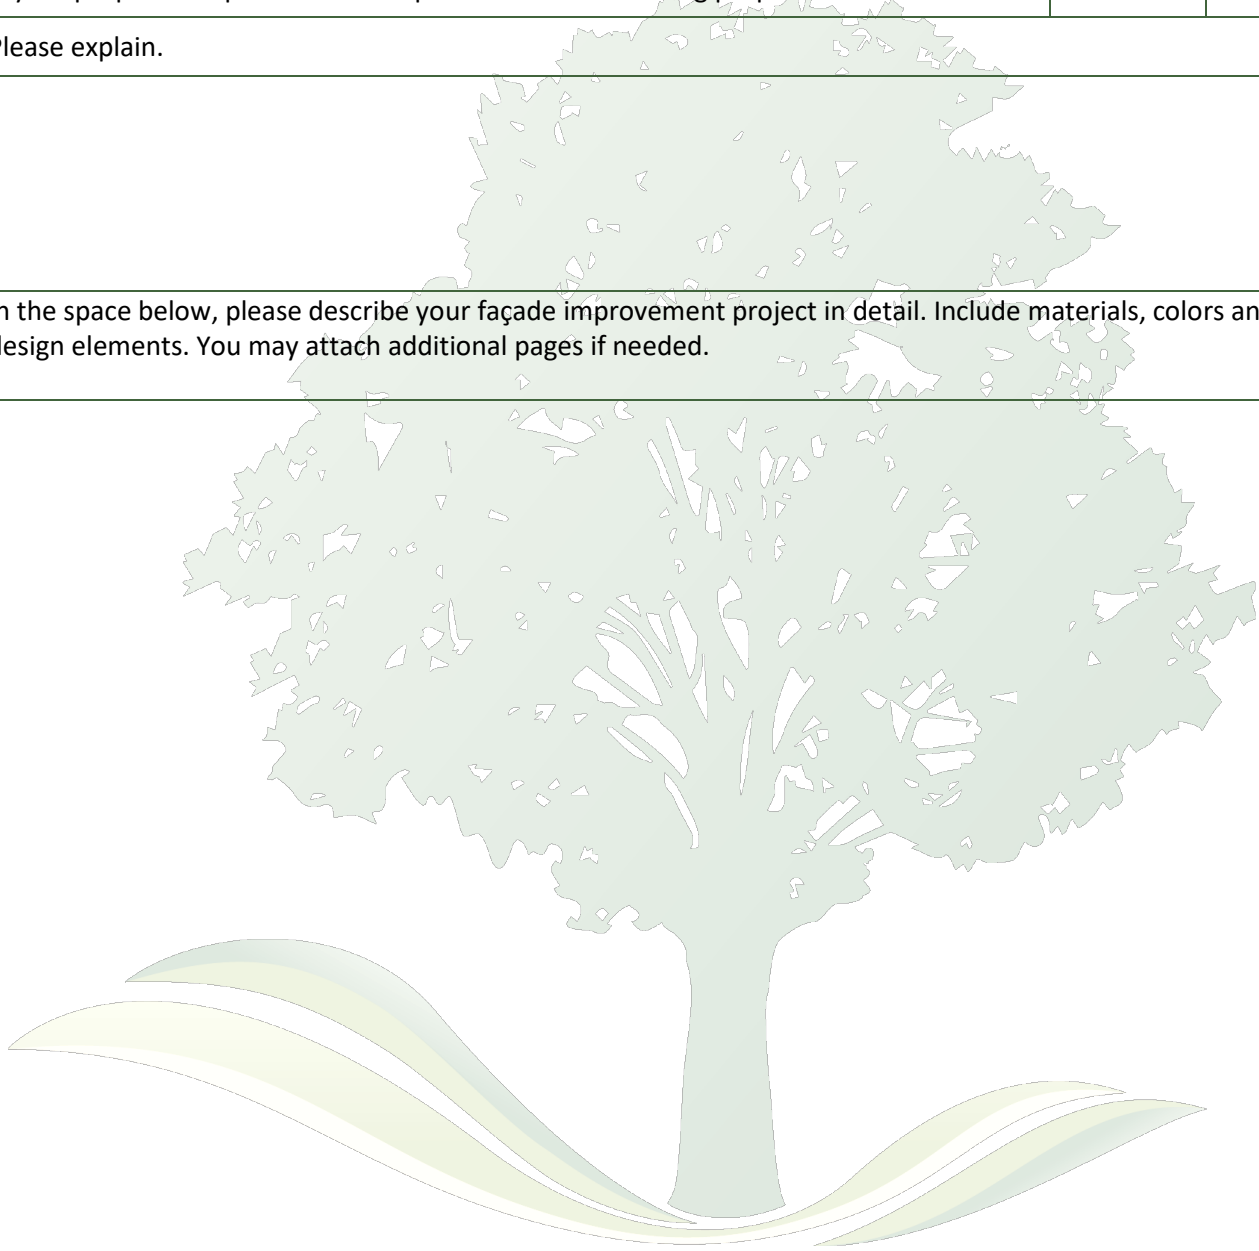 Please explain.
n the space below, please describe your façade improvement project in detail. Include materials, colors an
design elements. You may attach additional pages if needed.